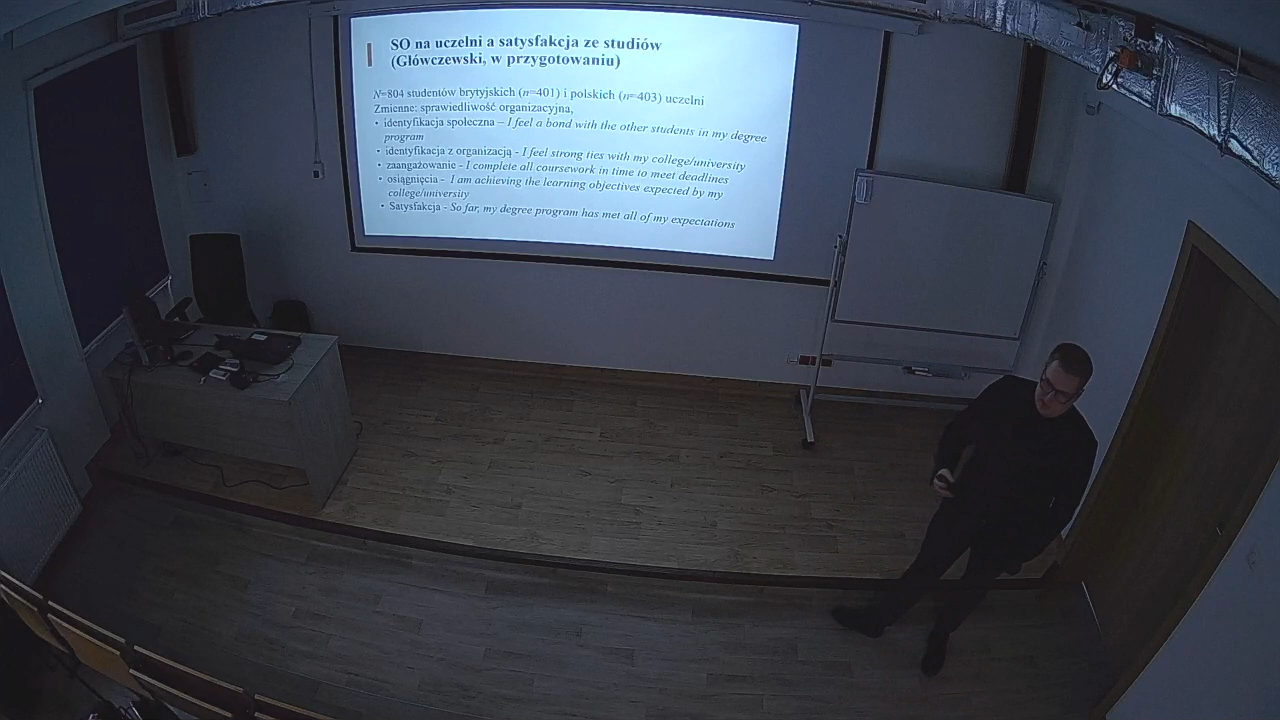 SO na uczelni a satysfakcja ze studiów
(Główczewski, w przygotowaniu)
N=804 studentów brytyjskich (n=401) i polskich (n=403) uczelni
Zmienne: sprawiedliwość organizacyjna,
• identyfikacja społeczna – I feel a bond with the other students in my degree
program
• identyfikacja z organizacją - I feel strong ties with my college/university
• zaangażowanie - I complete all coursework in time to meet deadlines
• osiągnięcia - I am achieving the learning objectives expected by my
college/university
• Satysfakcja - So far, my degree program has met all of my expectations